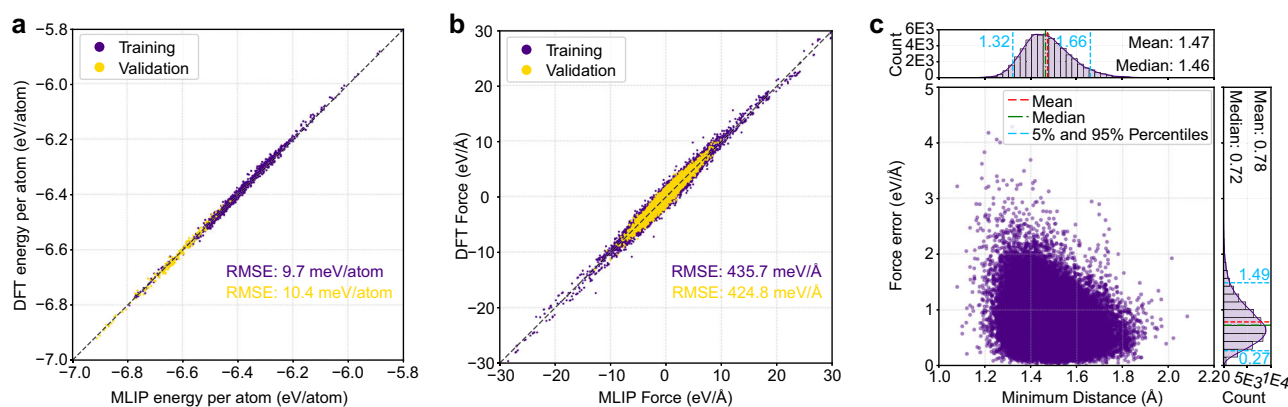 a
−5.8
−6.0
−6.2
−6.4
−6.6
−6.8
−7.0
DFT energy per atom (eV/atom)
Training
Validation
RMSE: 9.7 meV/atom
RMSE: 10.4 meV/atom
−7.0 −6.8 −6.6 −6.4 −6.2 −6.0 −5.8
MLIP energy per atom (eV/atom)
b
30
20
10
0
−10
−20
−30
DFT Force (eV/Å)
Training
Validation
RMSE: 435.7 meV/Å
RMSE: 424.8 meV/Å
−30 −20 −10 0 10 20 30
MLIP Force (eV/Å)
c
6E3
4E3
2E3
0
Count
1.32
1.66
Mean: 1.47
Median: 1.46
5
4
3
2
1
0
Force error (eV/Å)
Mean
Median
5% and 95% Percentiles
1.0 1.2 1.4 1.6 1.8 2.0 2.2
Minimum Distance (Å)
Mean: 0.78
Median: 0.72
1.49
0.27
0 5E3 1E4
Count